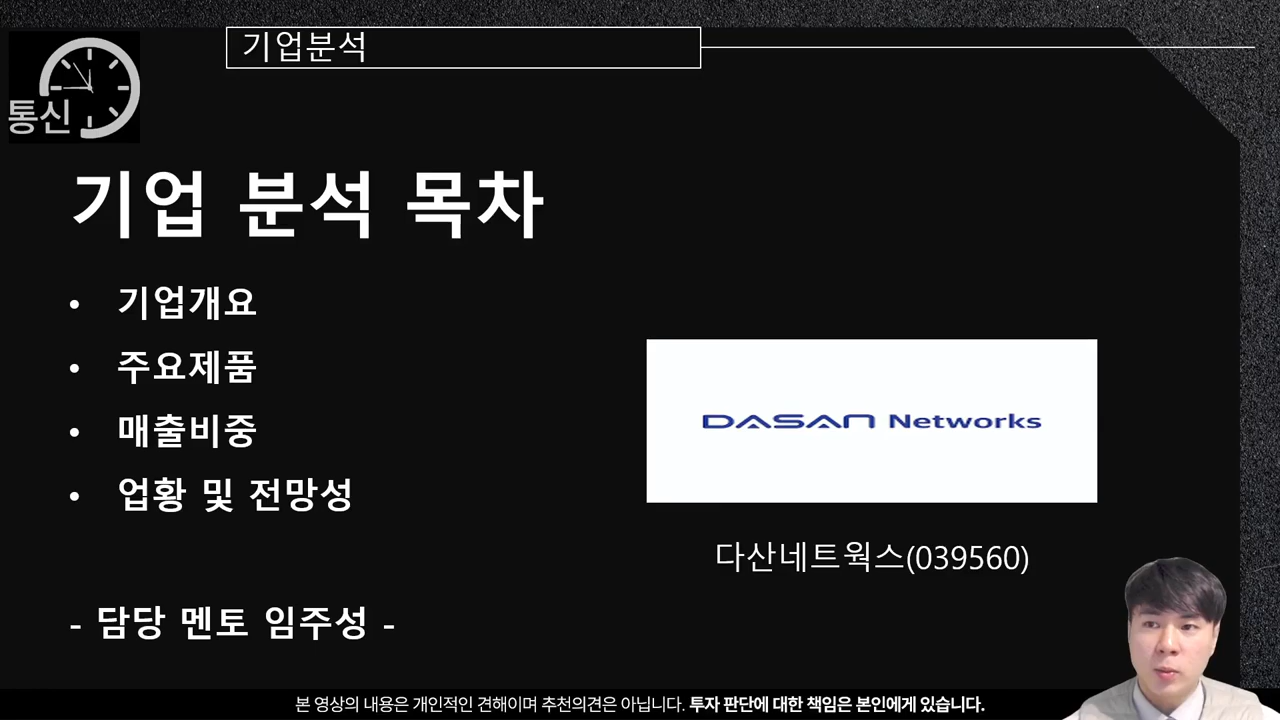 기업분석
통신
기업 분석 목차
• 기업개요
• 주요제품
• 매출비중
• 업황 및 전망성
DASAN Networks
다산네트웍스(039560)
- 담당 멘토 임주성 -
본 영상의 내용은 개인적인 견해이며 추천의견은 아닙니다. 투자 판단에 대한 책임은 본인에게 있습니다.